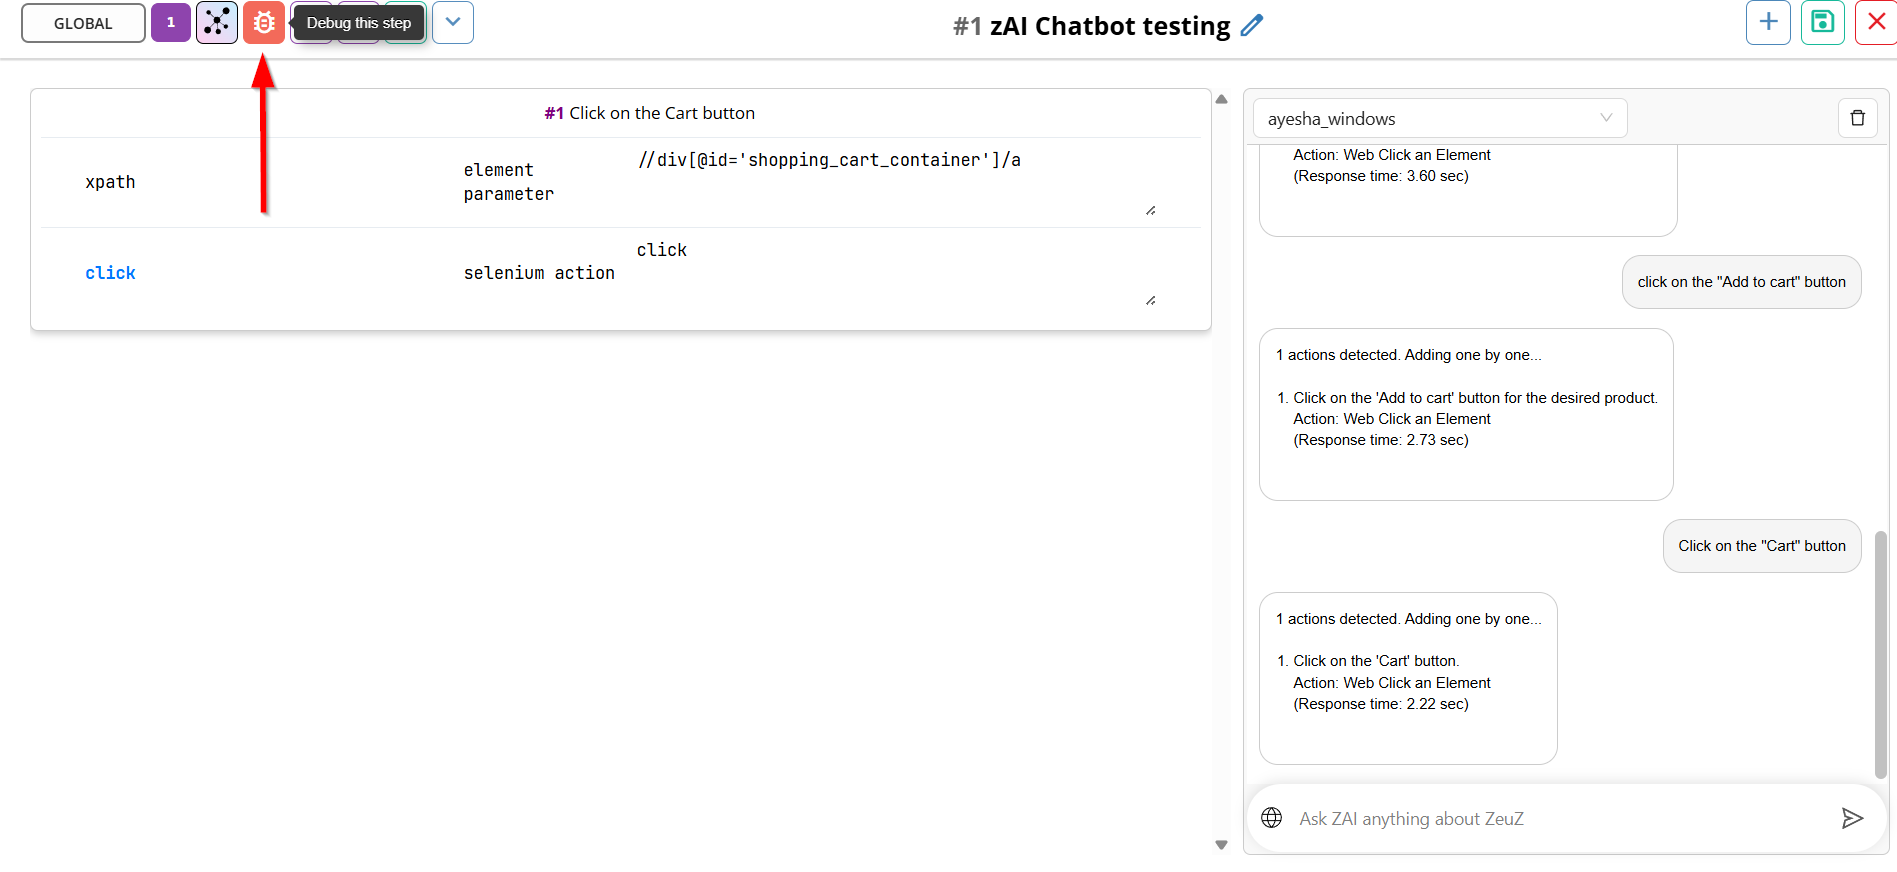 GLOBAL
1
Debug this step
#1 zAI Chatbot testing
#1 Click on the Cart button
xpath
element
parameter
//div[@id='shopping_cart_container']/a
click
selenium action
click
ayesha_windows
Action: Web Click an Element
(Response time: 3.60 sec)
click on the "Add to cart" button
1 actions detected. Adding one by one...
1. Click on the 'Add to cart' button for the desired product.
Action: Web Click an Element
(Response time: 2.73 sec)
Click on the "Cart" button
1 actions detected. Adding one by one...
1. Click on the 'Cart' button.
Action: Web Click an Element
(Response time: 2.22 sec)
Ask ZAI anything about ZeuZ